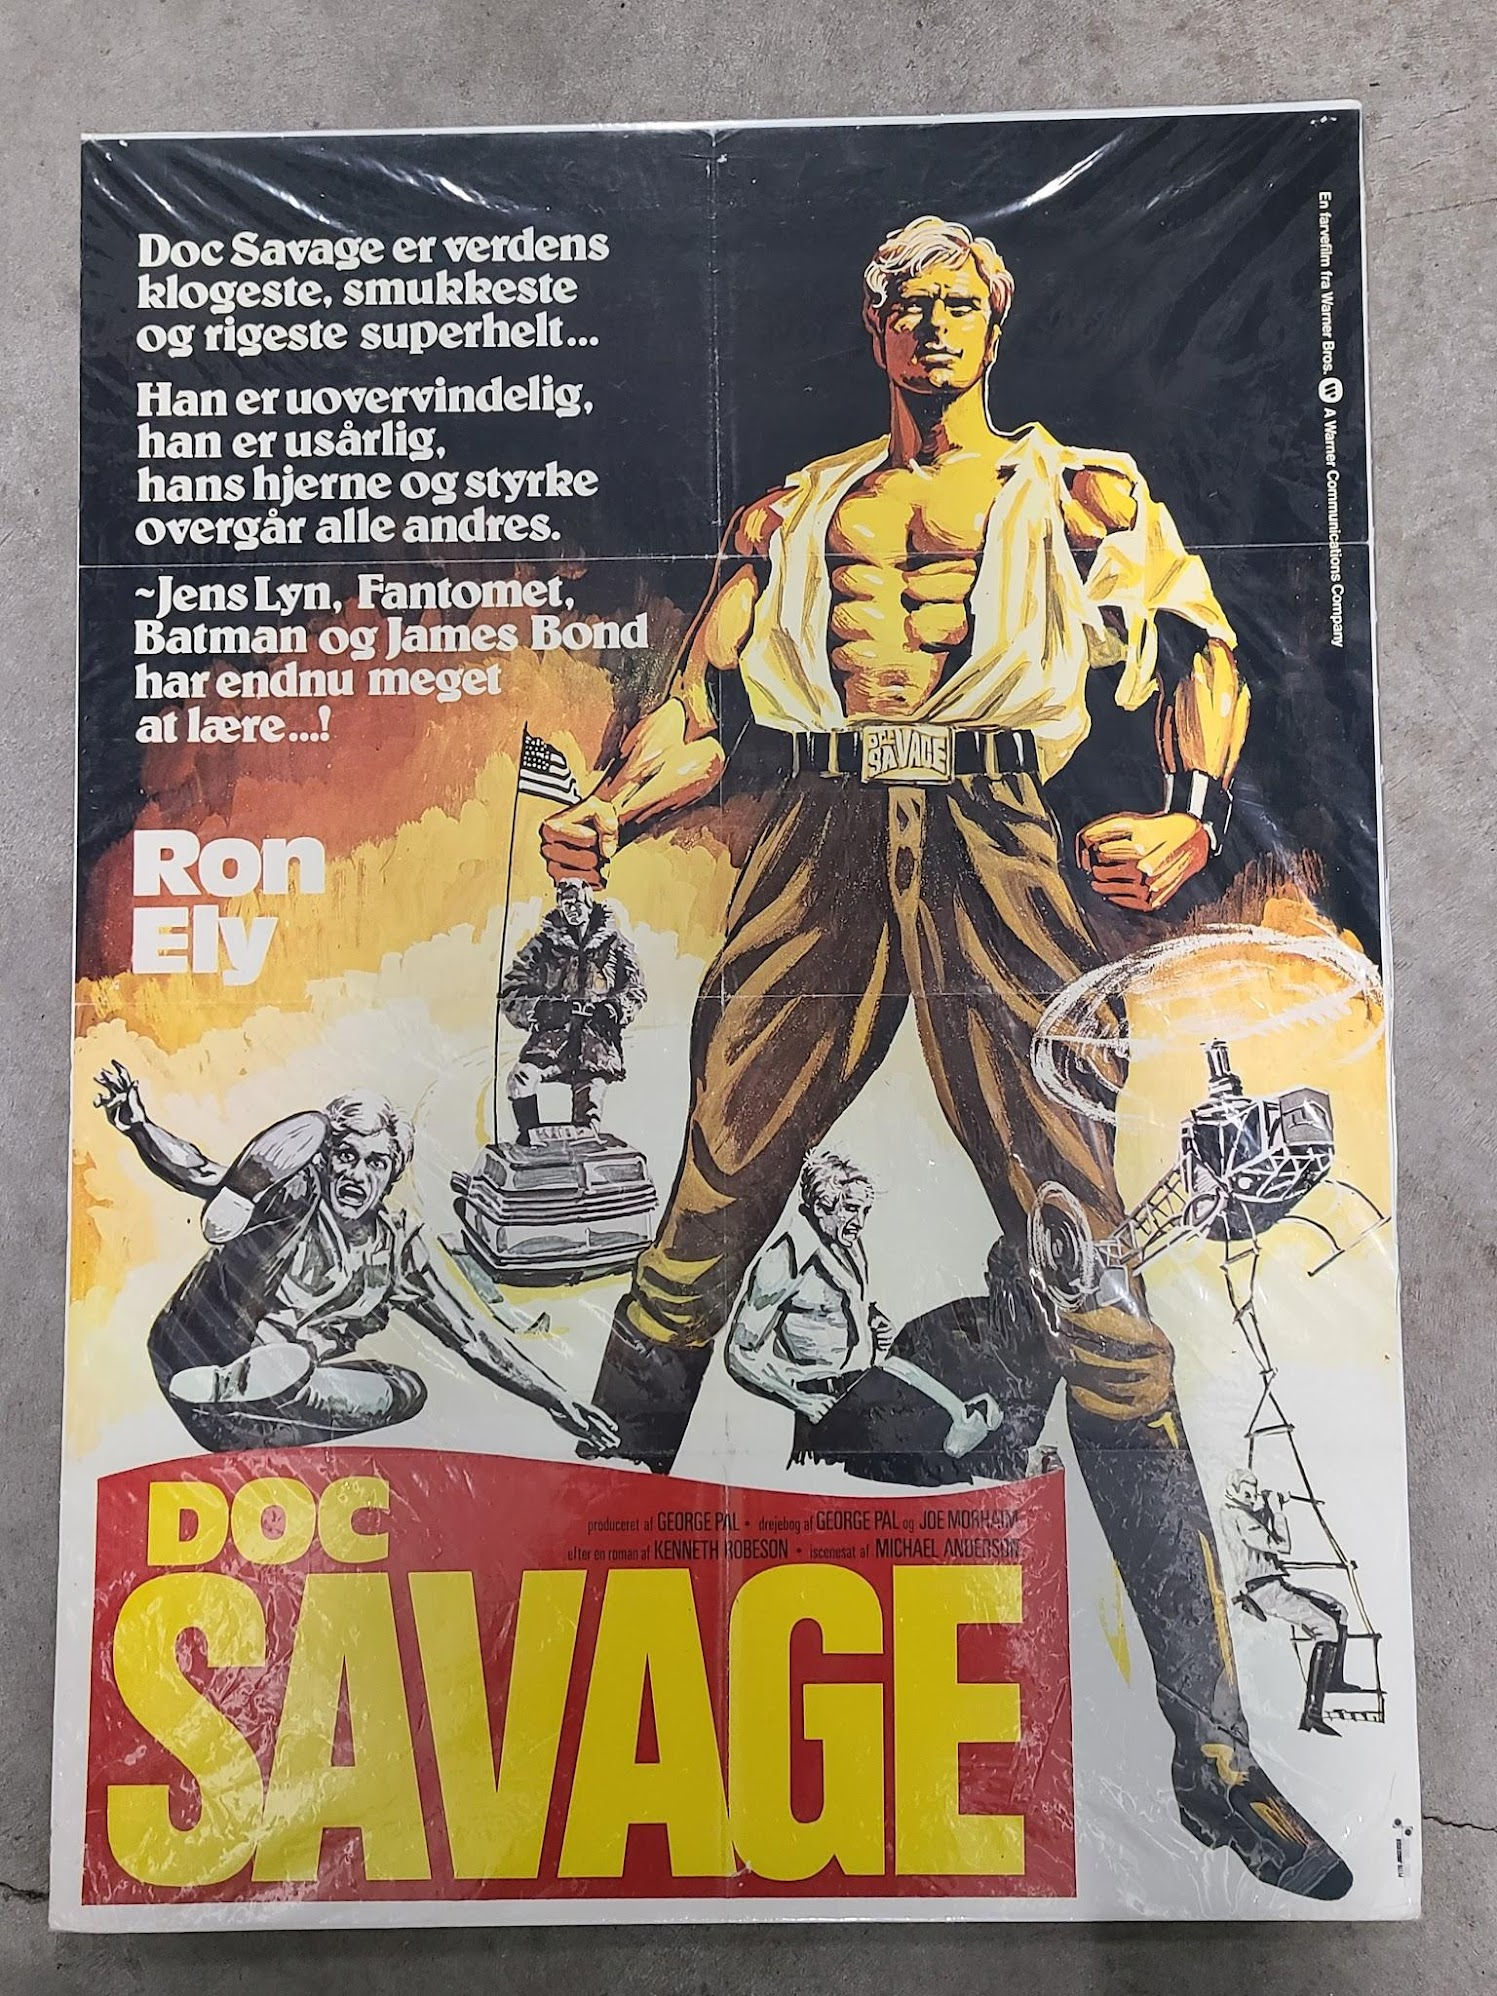 Doc Savage er verdens
klogeste, smukkeste
og rigeste superhelt...
Han er uovervindelig,
han er usårlig,
hans hjerne og styrke
overgår alle andres.
~Jens Lyn, Fantomet,
Batman og James Bond
har endnu meget
at lære...!
En farvefilm fra Warner Bros. A Warner Communications Company
DOC
SAVAGE
Ron
Ely
DOC
SAVAGE
produceret af GEORGE PAL • drejebog af GEORGE PAL og JOE MORHAIM
efter en roman af KENNETH ROBESON • iscenesat af MICHAEL ANDERSON